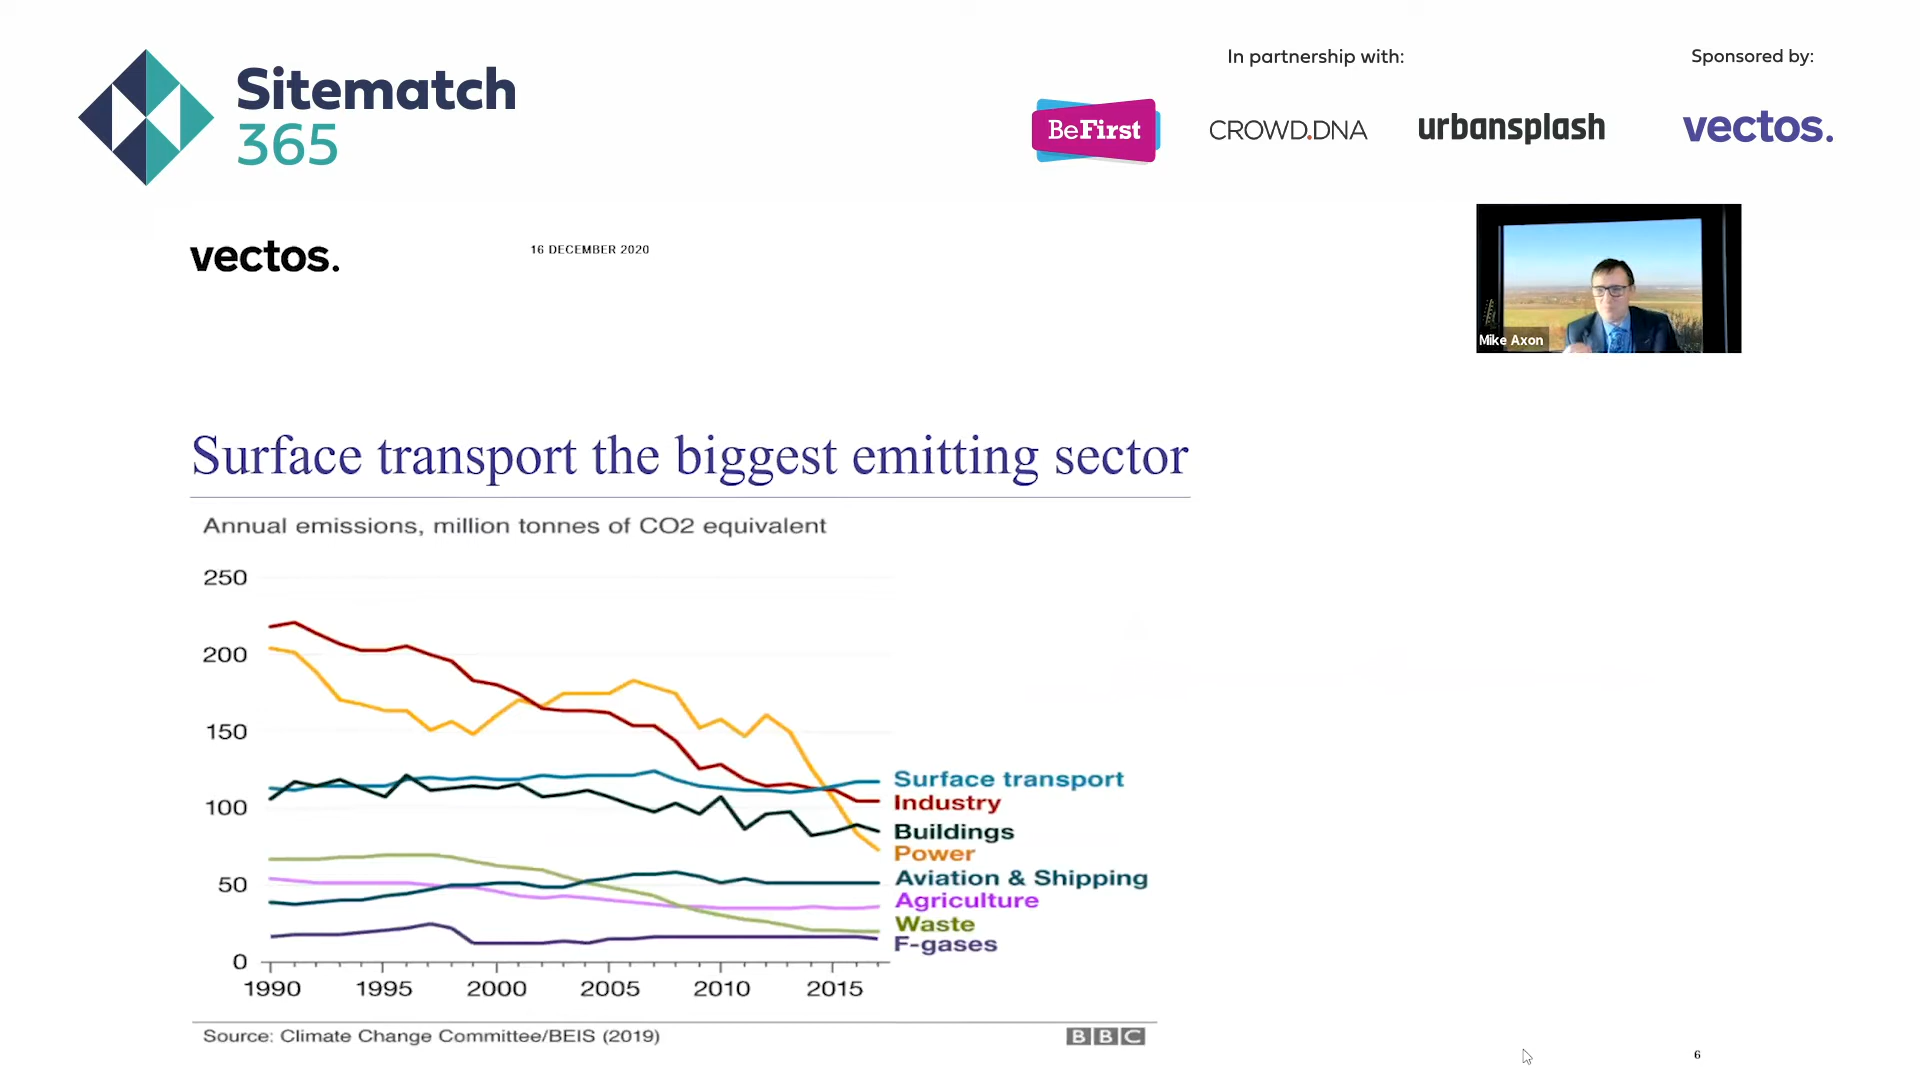 Sitematch
365
In partnership with:
Sponsored by:
BeFirst
CROWD.DNA
urbansplash
vectos.
vectos.
16 DECEMBER 2020
Mike Axon
Surface transport the biggest emitting sector
Annual emissions, million tonnes of CO2 equivalent
250
200
150
100
50
0
1990 1995 2000 2005 2010 2015
Surface transport
Industry
Buildings
Power
Aviation & Shipping
Agriculture
Waste
F-gases
Source: Climate Change Committee/BEIS (2019)
BBC
6